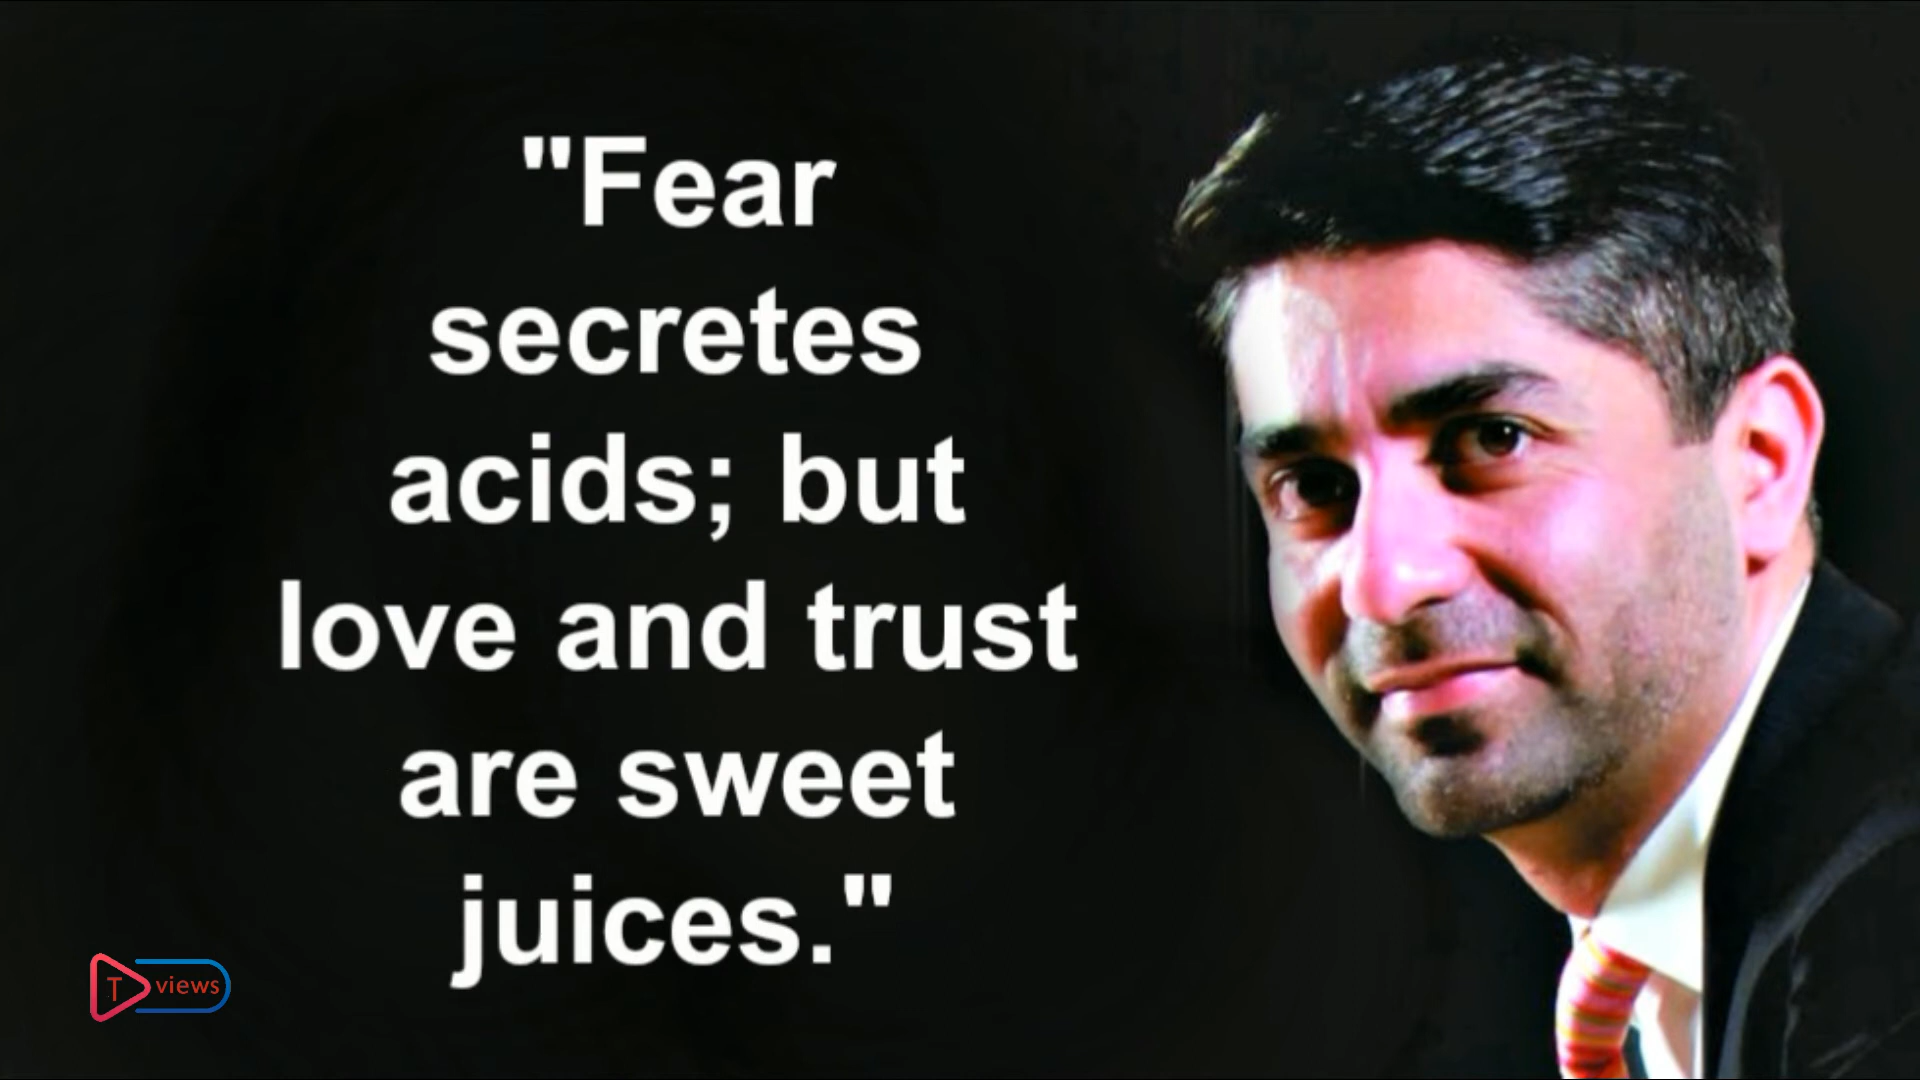 "Fear
secretes
acids; but
love and trust
are sweet
juices."
T views